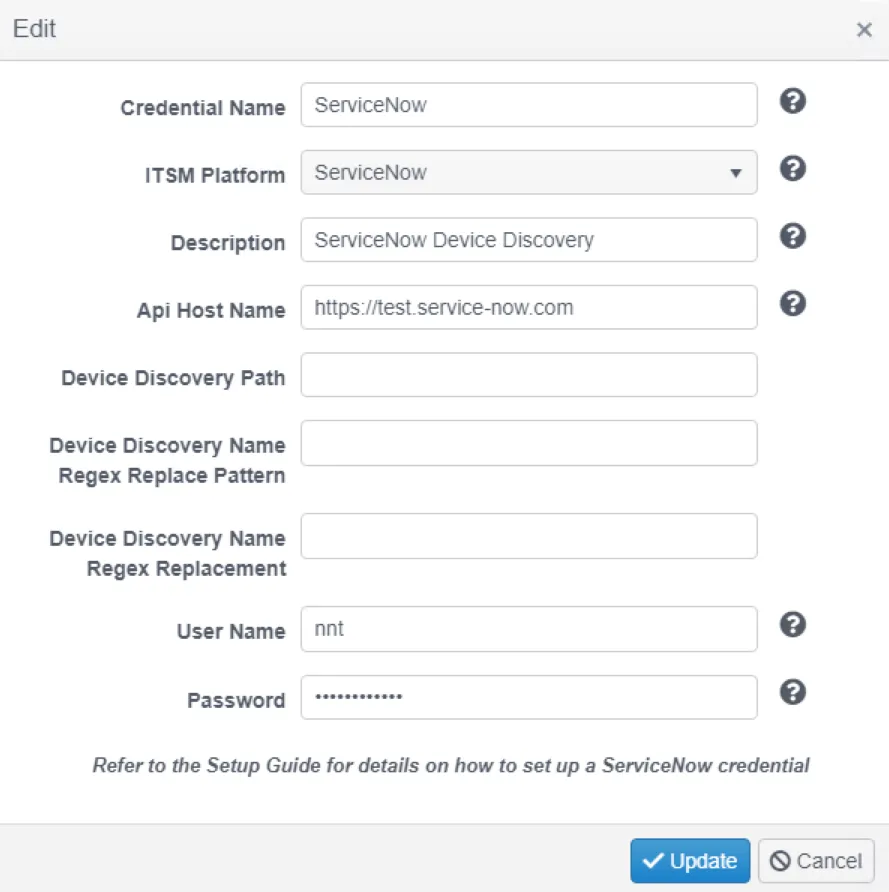 Edit
Credential Name ServiceNow
ITSM Platform ServiceNow
Description ServiceNow Device Discovery
Api Host Name https://test.service-now.com
Device Discovery Path
Device Discovery Name
Regex Replace Pattern
Device Discovery Name
Regex Replacement
User Name nnt
Password ••••••••••••
Refer to the Setup Guide for details on how to set up a ServiceNow credential
Update Cancel